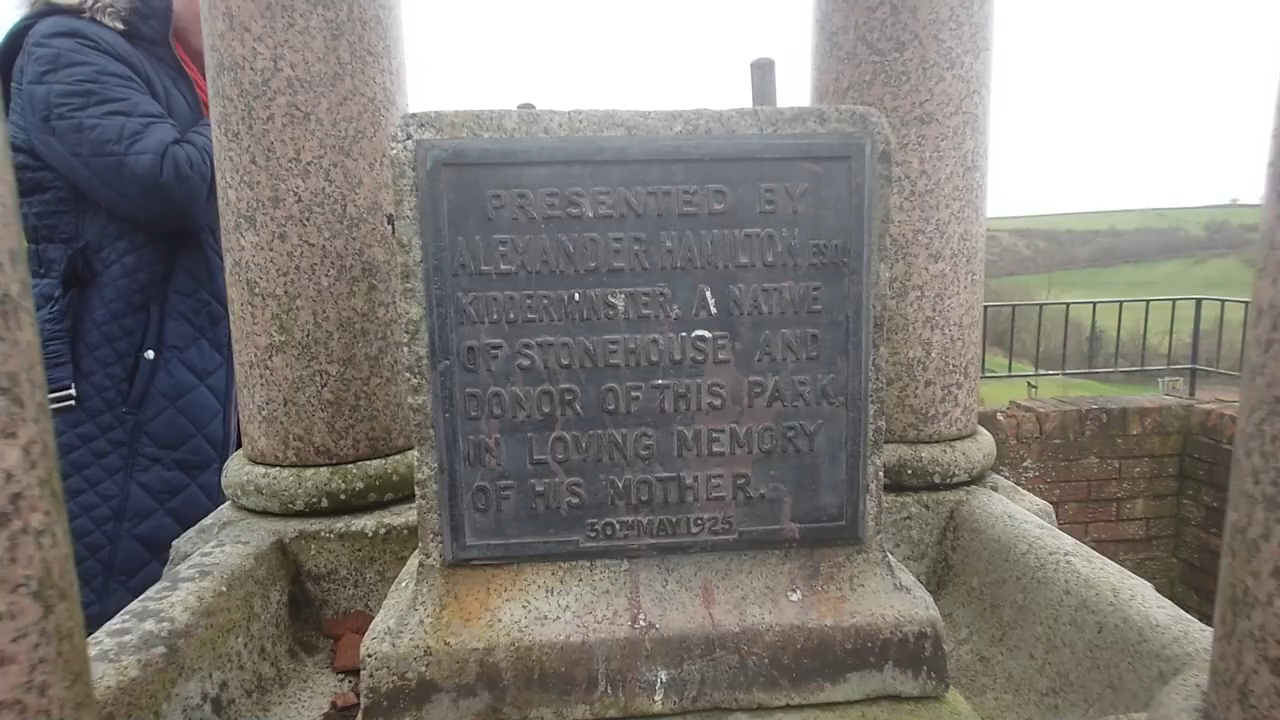 PRESENTED BY
ALEXANDER HAMILTON ESQ.
KIDDERMINSTER, A NATIVE
OF STONEHOUSE AND
DONOR OF THIS PARK,
IN LOVING MEMORY
OF HIS MOTHER.
30TH MAY 1925